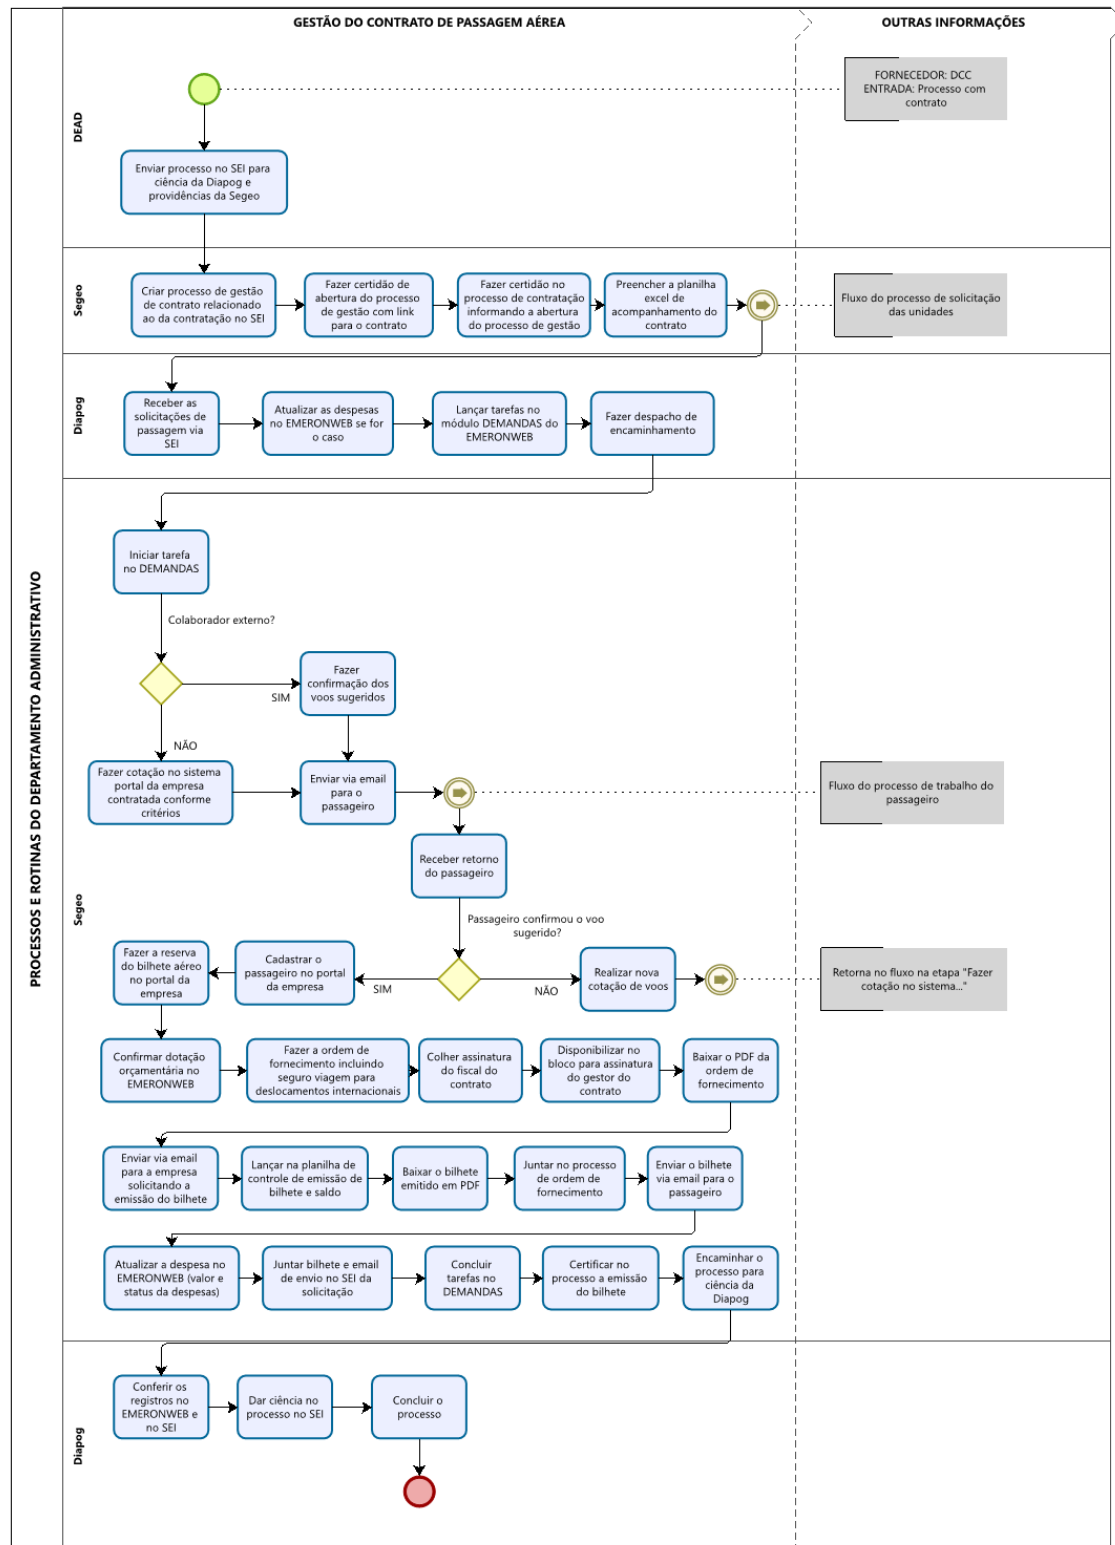 GESTÃO DO CONTRATO DE PASSAGEM AÉREA
OUTRAS INFORMAÇÕES
PROCESSOS E ROTINAS DO DEPARTAMENTO ADMINISTRATIVO
DEAD
FORNECEDOR: DCC
ENTRADA: Processo com
contrato
Enviar processo no SEI para
ciência da Diapog e
providências da Segeo
Segeo
Criar processo de gestão
de contrato relacionado
ao da contratação no SEI
Fazer certidão de
abertura do processo
de gestão com link
para o contrato
Fazer certidão no
processo de contratação
informando a abertura
do processo de gestão
Preencher a planilha
excel de
acompanhamento do
contrato
Fluxo do processo de solicitação
das unidades
Diapog
Receber as
solicitações de
passagem via
SEI
Atualizar as despesas
no EMERONWEB se for
o caso
Lançar tarefas no
módulo DEMANDAS do
EMERONWEB
Fazer despacho de
encaminhamento
Segeo
Iniciar tarefa
no DEMANDAS
Colaborador externo?
SIM
Fazer
confirmação dos
voos sugeridos
NÃO
Fazer cotação no sistema
portal da empresa
contratada conforme
critérios
Enviar via email
para o
passageiro
Fluxo do processo de trabalho do
passageiro
Receber retorno
do passageiro
Passageiro confirmou o voo
sugerido?
Fazer a reserva
do bilhete aéreo
no portal da
empresa
Cadastrar o
passageiro no portal
da empresa
SIM
NÃO
Realizar nova
cotação de voos
Retorna no fluxo na etapa "Fazer
cotação no sistema..."
Confirmar dotação
orçamentária no
EMERONWEB
Fazer a ordem de
fornecimento incluindo
seguro viagem para
deslocamentos internacionais
Colher assinatura
do fiscal do
contrato
Disponibilizar no
bloco para assinatura
do gestor do
contrato
Baixar o PDF da
ordem de
fornecimento
Enviar via email
para a empresa
solicitando a
emissão do bilhete
Lançar na planilha de
controle de emissão de
bilhete e saldo
Baixar o bilhete
emitido em PDF
Juntar no processo
de ordem de
fornecimento
Enviar o bilhete
via email para o
passageiro
Atualizar a despesa no
EMERONWEB (valor e
status da despesas)
Juntar bilhete e email
de envio no SEI da
solicitação
Concluir
tarefas no
DEMANDAS
Certificar no
processo a emissão
do bilhete
Encaminhar o
processo para
ciência da
Diapog
Diapog
Conferir os
registros no
EMERONWEB e
no SEI
Dar ciência no
processo no SEI
Concluir o
processo